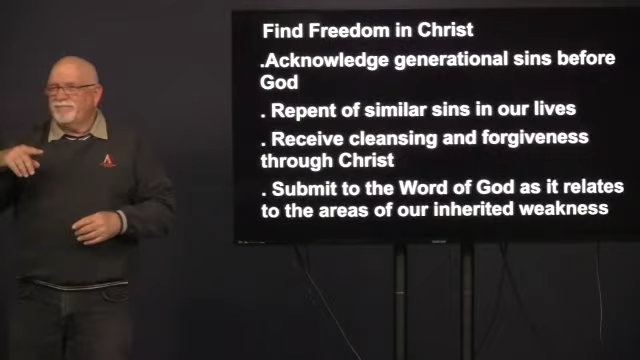 Find Freedom in Christ
.Acknowledge generational sins before
God
. Repent of similar sins in our lives
. Receive cleansing and forgiveness
through Christ
. Submit to the Word of God as it relates
to the areas of our inherited weakness